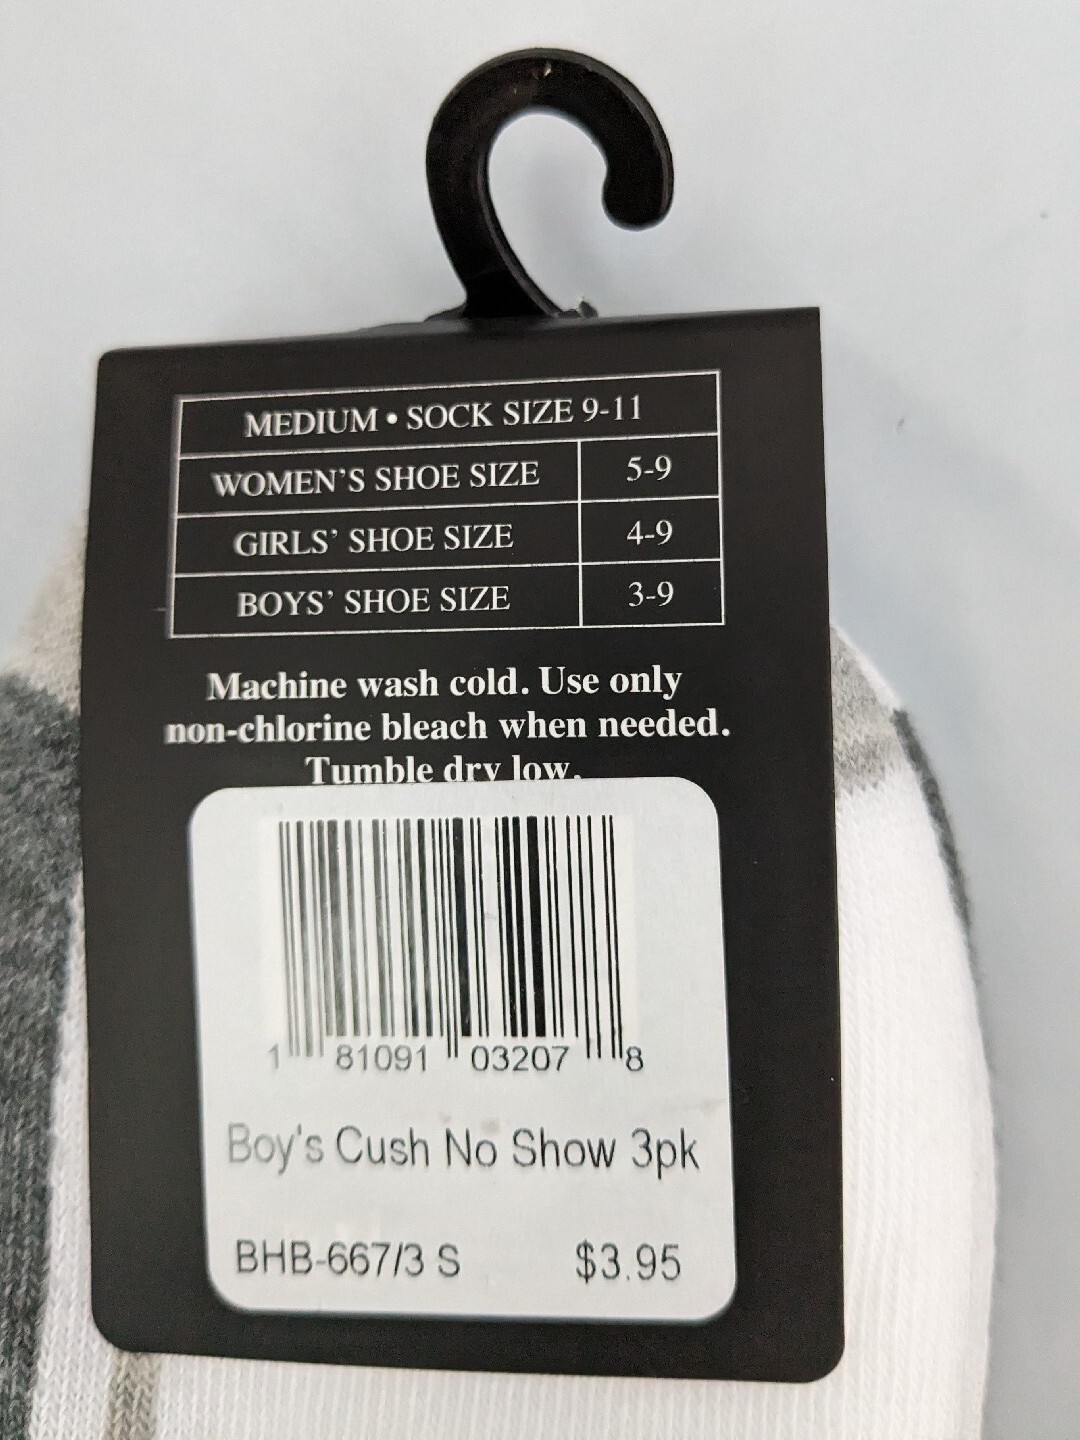 MEDIUM • SOCK SIZE 9-11
WOMEN'S SHOE SIZE 5-9
GIRLS' SHOE SIZE 4-9
BOYS' SHOE SIZE 3-9
Machine wash cold. Use only
non-chlorine bleach when needed.
Tumble dry low.
1 81091 03207 8
Boy's Cush No Show 3pk
BHB-667/3 S $3.95